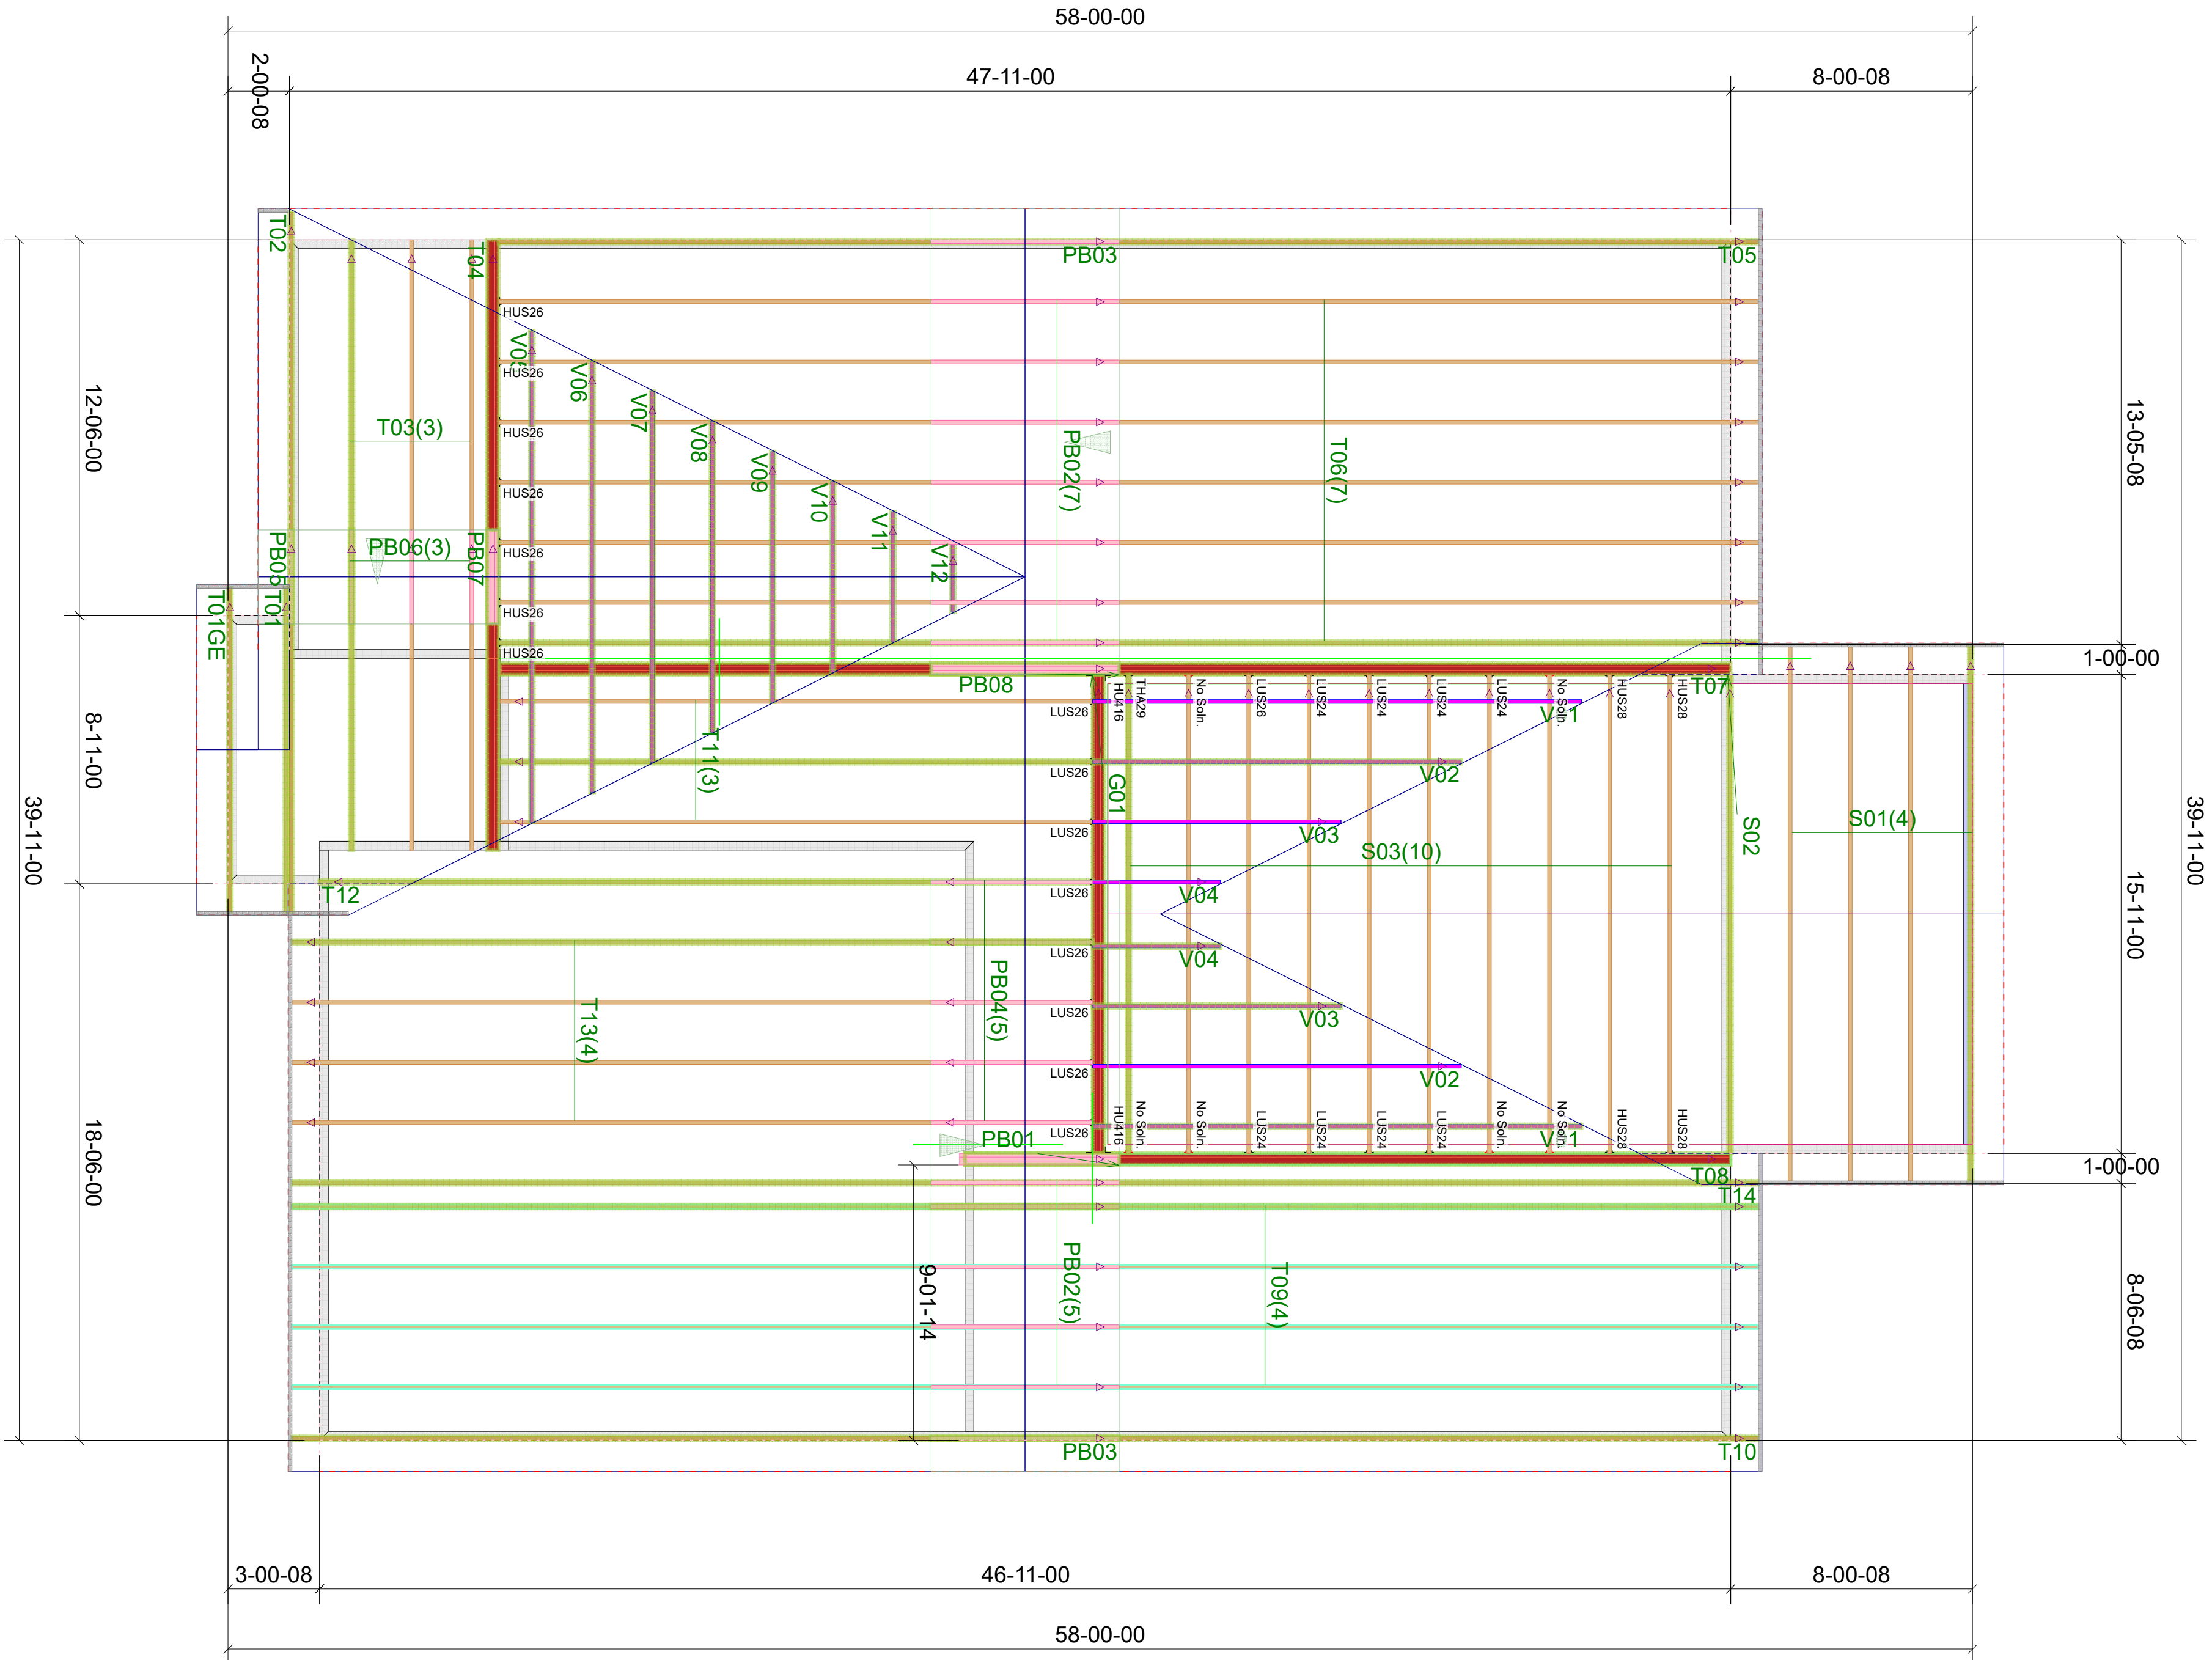 58-00-00
2-00-08
47-11-00
8-00-08
T02
T04
PB03
T05
HUS26
HUS26
HUS26
HUS26
HUS26
HUS26
HUS26
V06
V07
V08
V09
V10
V11
V12
12-06-00
T03(3)
PB02(7)
T06(7)
13-05-08
PB05
PB06(3)
PB07
T01GE
T01
1-00-00
PB08
T07
HU416
THA29
No Soln.
LUS26
LUS24
LUS24
LUS24
LUS24
No Soln.
HUS28
HUS28
LUS26
LUS26
LUS26
LUS26
LUS26
LUS26
LUS26
LUS26
8-11-00
T11(3)
G01
V02
V03
V04
S03(10)
S02
S01(4)
39-11-00
39-11-00
T12
V04
V03
V02
15-11-00
T13(4)
PB04(5)
HU416
No Soln.
No Soln.
LUS24
LUS24
LUS24
LUS24
No Soln.
No Soln.
HUS28
HUS28
PB01
T08
T14
1-00-00
18-06-00
9-01-14
PB02(5)
T09(4)
8-06-08
PB03
T10
3-00-08
46-11-00
8-00-08
58-00-00